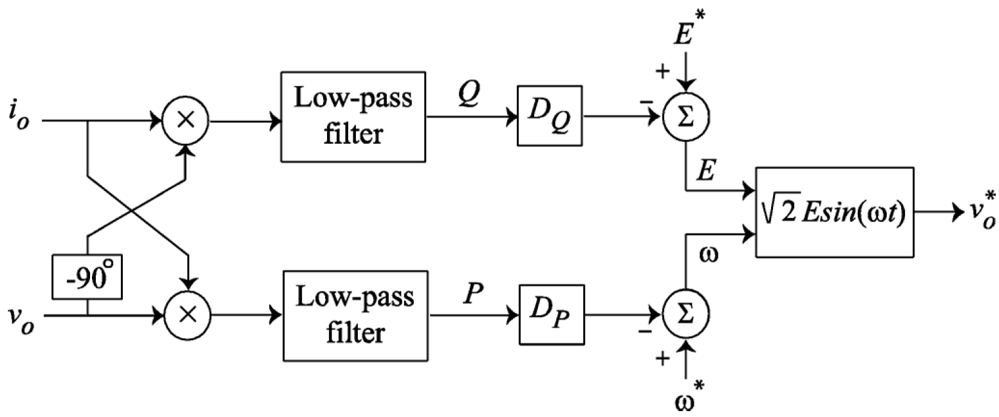 E*
+
i_o
×
Low-pass
filter
Q
D_Q
−
Σ
E
√2 Esin(ωt)
v_o*
-90°
ω
v_o
×
Low-pass
filter
P
D_P
−
Σ
+
ω*